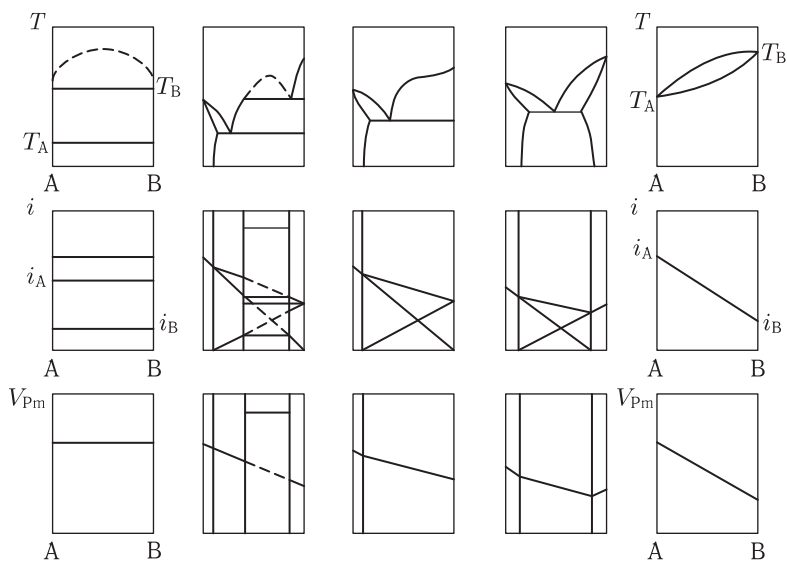 T T
T_B T_B
T_A T_A
A B A B
i i
i_A i_A
i_B i_B
A B A B
V_Pm V_Pm
A B A B